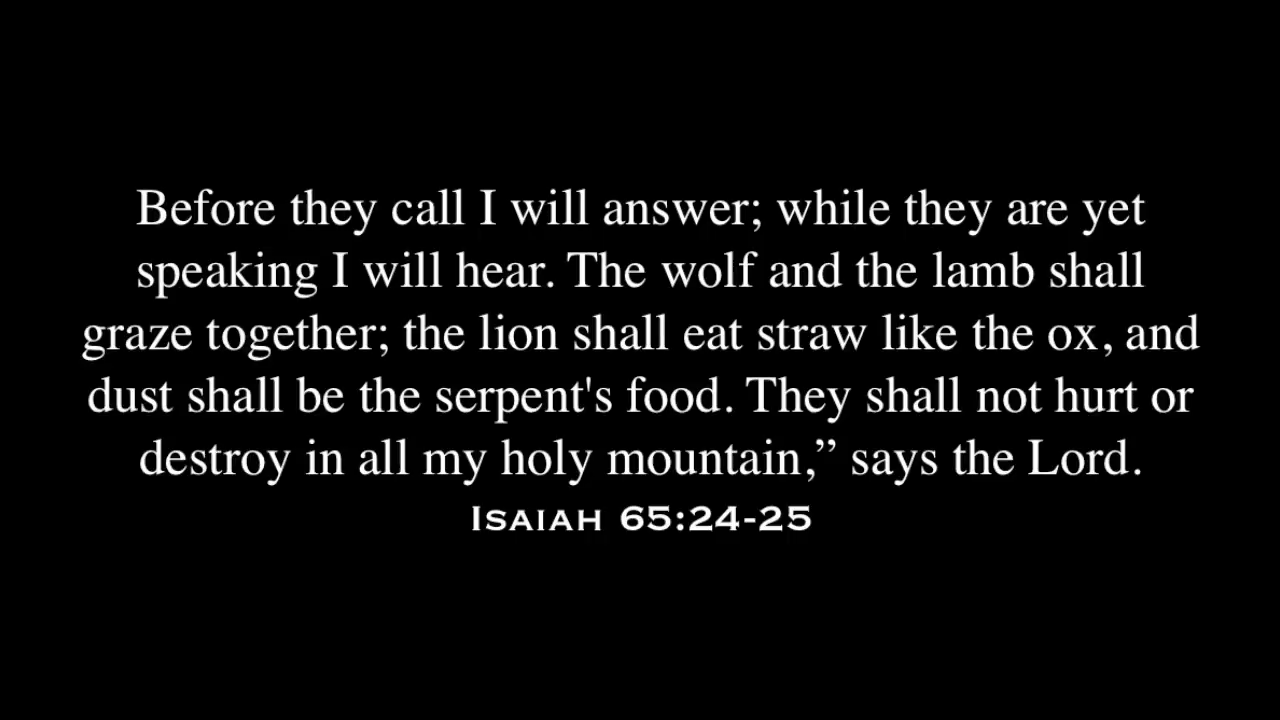 Before they call I will answer; while they are yet
speaking I will hear. The wolf and the lamb shall
graze together; the lion shall eat straw like the ox, and
dust shall be the serpent's food. They shall not hurt or
destroy in all my holy mountain,” says the Lord.
Isaiah 65:24-25